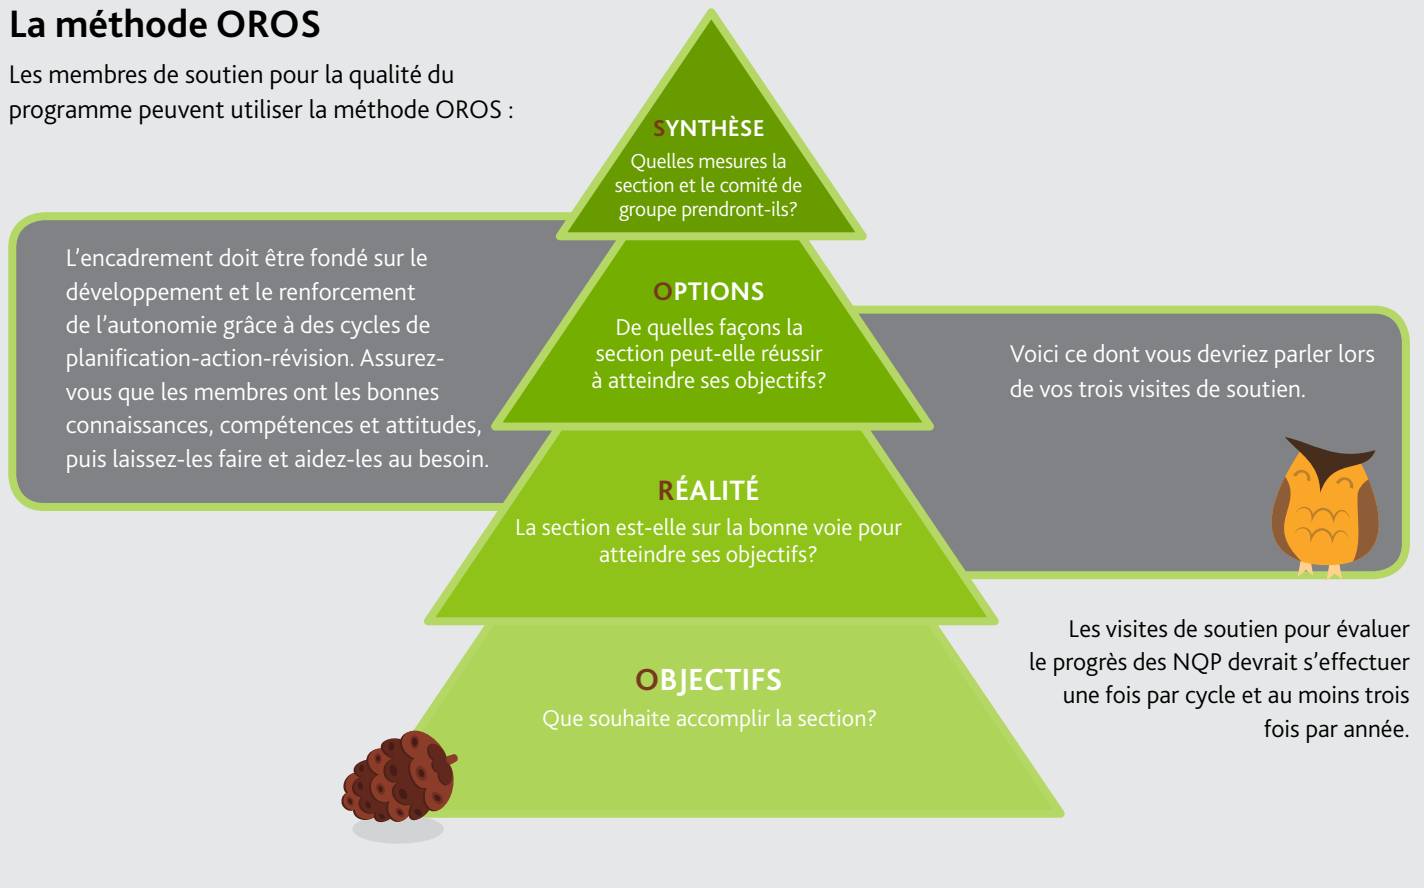 La méthode OROS
Les membres de soutien pour la qualité du
programme peuvent utiliser la méthode OROS :
SYNTHÈSE
Quelles mesures la
section et le comité de
groupe prendront-ils?
L’encadrement doit être fondé sur le
développement et le renforcement
de l’autonomie grâce à des cycles de
planification-action-révision. Assurez-
vous que les membres ont les bonnes
connaissances, compétences et attitudes,
puis laissez-les faire et aidez-les au besoin.
OPTIONS
De quelles façons la
section peut-elle réussir
à atteindre ses objectifs?
Voici ce dont vous devriez parler lors
de vos trois visites de soutien.
RÉALITÉ
La section est-elle sur la bonne voie pour
atteindre ses objectifs?
Les visites de soutien pour évaluer
le progrès des NQP devrait s’effectuer
une fois par cycle et au moins trois
fois par année.
OBJECTIFS
Que souhaite accomplir la section?